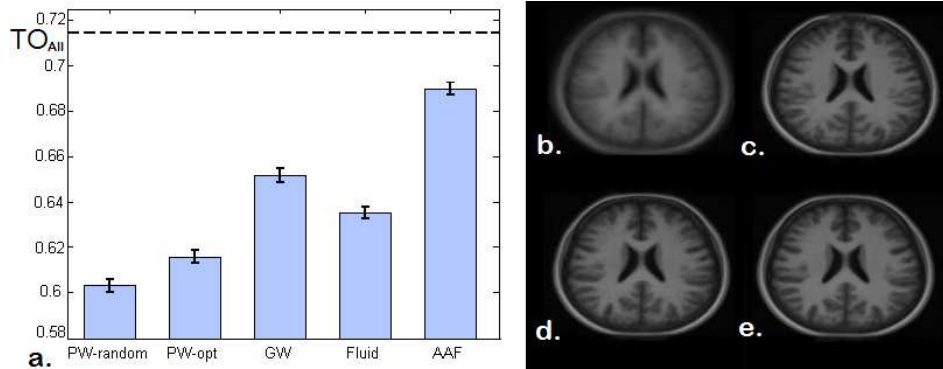 0.72
TOAll
0.7
0.68
0.66
0.64
0.62
0.6
0.58
PW-random PW-opt GW Fluid AAF
a.
b.
c.
d.
e.